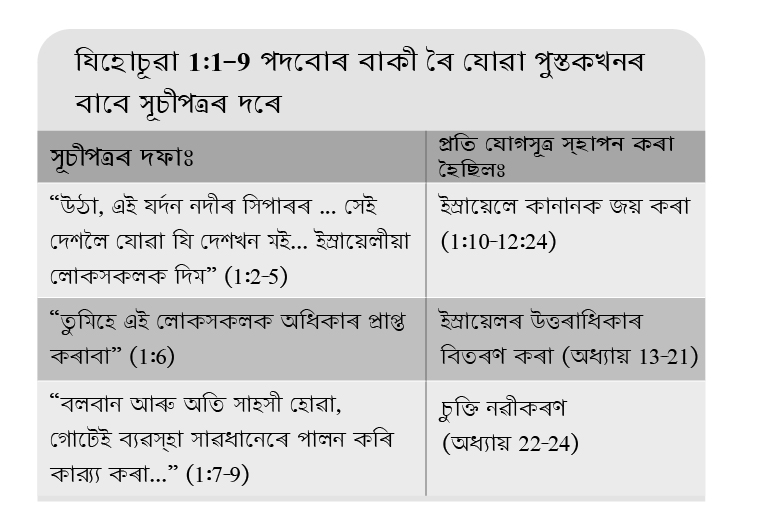 যিহোচূৱা 1:1-9 পদবোৰ বাকী ৰৈ যোৱা পুস্তকখনৰ
বাবে সূচীপত্ৰৰ দৰে
সূচীপত্ৰৰ দফাঃ
প্ৰতি যোগসূত্ৰ স্হাপন কৰা
হৈছিলঃ
“উঠা, এই যৰ্দন নদীৰ সিপাৰৰ ... সেই
দেশলৈ যোৱা যি দেশখন মই... ইস্ৰায়েলীয়া
লোকসকলক দিম” (1:2-5)
ইস্ৰায়েলে কানানক জয় কৰা
(1:10-12:24)
“তুমিহে এই লোকসকলক অধিকাৰ প্ৰাপ্ত
কৰাবা” (1:6)
ইস্ৰায়েলৰ উত্তৰাধিকাৰ
বিতৰণ কৰা (অধ্যায় 13-21)
“বলবান আৰু অতি সাহসী হোৱা,
গোটেই ব্যৱস্হা সাৱধানেৰে পালন কৰি
কাৰ্য্য কৰা...” (1:7-9)
চুক্তি নৱীকৰণ
(অধ্যায় 22-24)